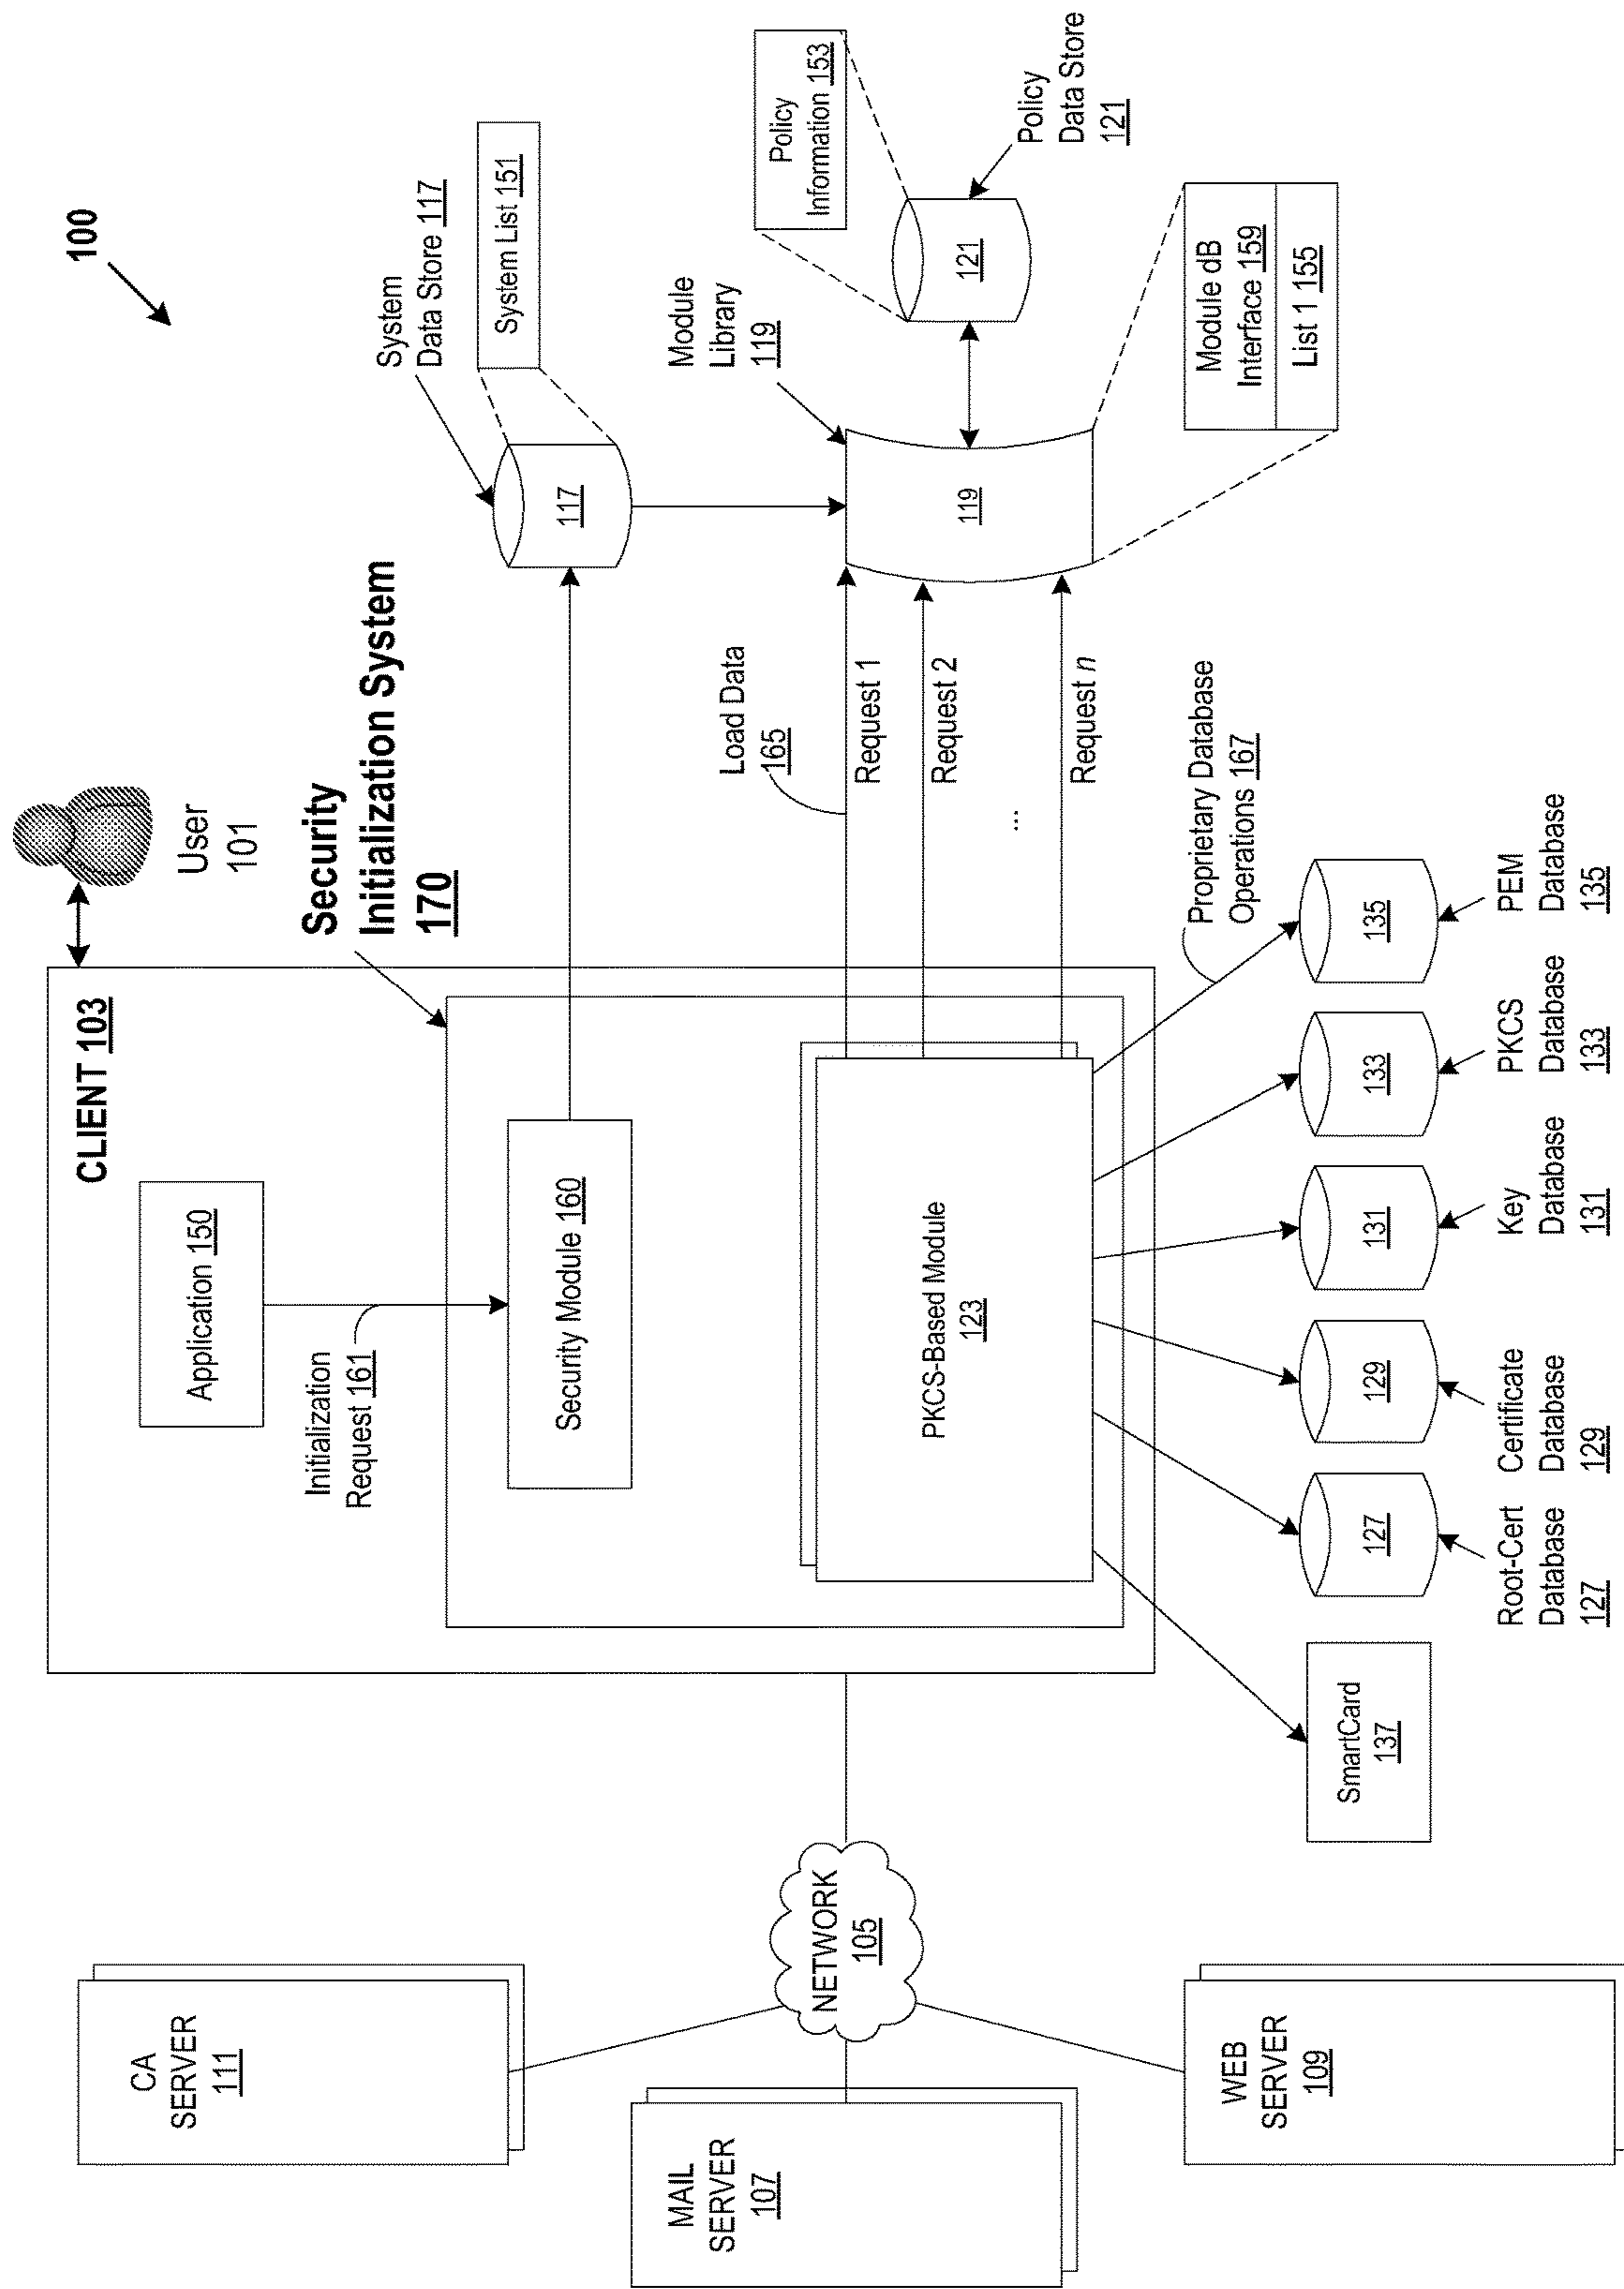 100
CA
SERVER
111
MAIL
SERVER
107
WEB
SERVER
109
NETWORK
105
CLIENT 103
User
101
Application 150
Initialization
Request 161
Security
Initialization System
170
Security Module 160
PKCS-Based Module
123
System
Data Store 117
117
System List 151
Module
Library
119
119
Policy
Information 153
121
Policy
Data Store
121
Module dB
Interface 159
List 1 155
Load Data
165
Request 1
Request 2
...
Request n
Proprietary Database
Operations 167
SmartCard
137
127
Root-Cert
Database
127
129
Certificate
Database
129
131
Key
Database
131
133
PKCS
Database
133
135
PEM
Database
135